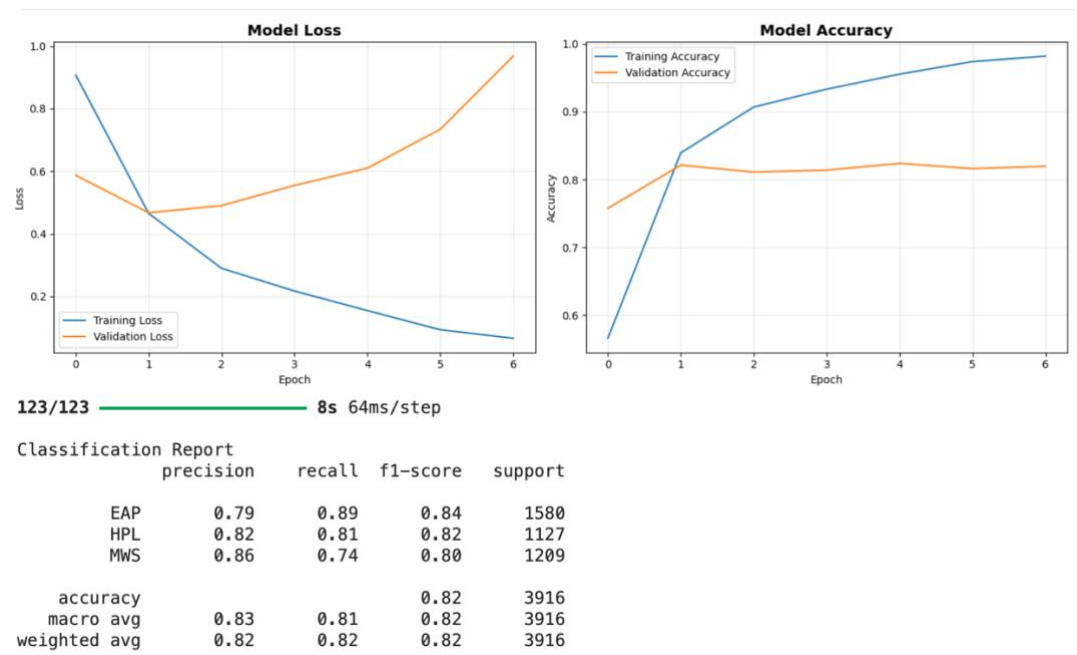 Model Loss
1.0
0.8
0.6
0.4
0.2
Loss
Training Loss
Validation Loss
0 1 2 3 4 5 6
Epoch
Model Accuracy
1.0
0.9
0.8
0.7
0.6
Accuracy
Training Accuracy
Validation Accuracy
0 1 2 3 4 5 6
Epoch
123/123 8s 64ms/step
Classification Report
precision recall f1-score support
EAP 0.79 0.89 0.84 1580
HPL 0.82 0.81 0.82 1127
MWS 0.86 0.74 0.80 1209
accuracy 0.82 3916
macro avg 0.83 0.81 0.82 3916
weighted avg 0.82 0.82 0.82 3916